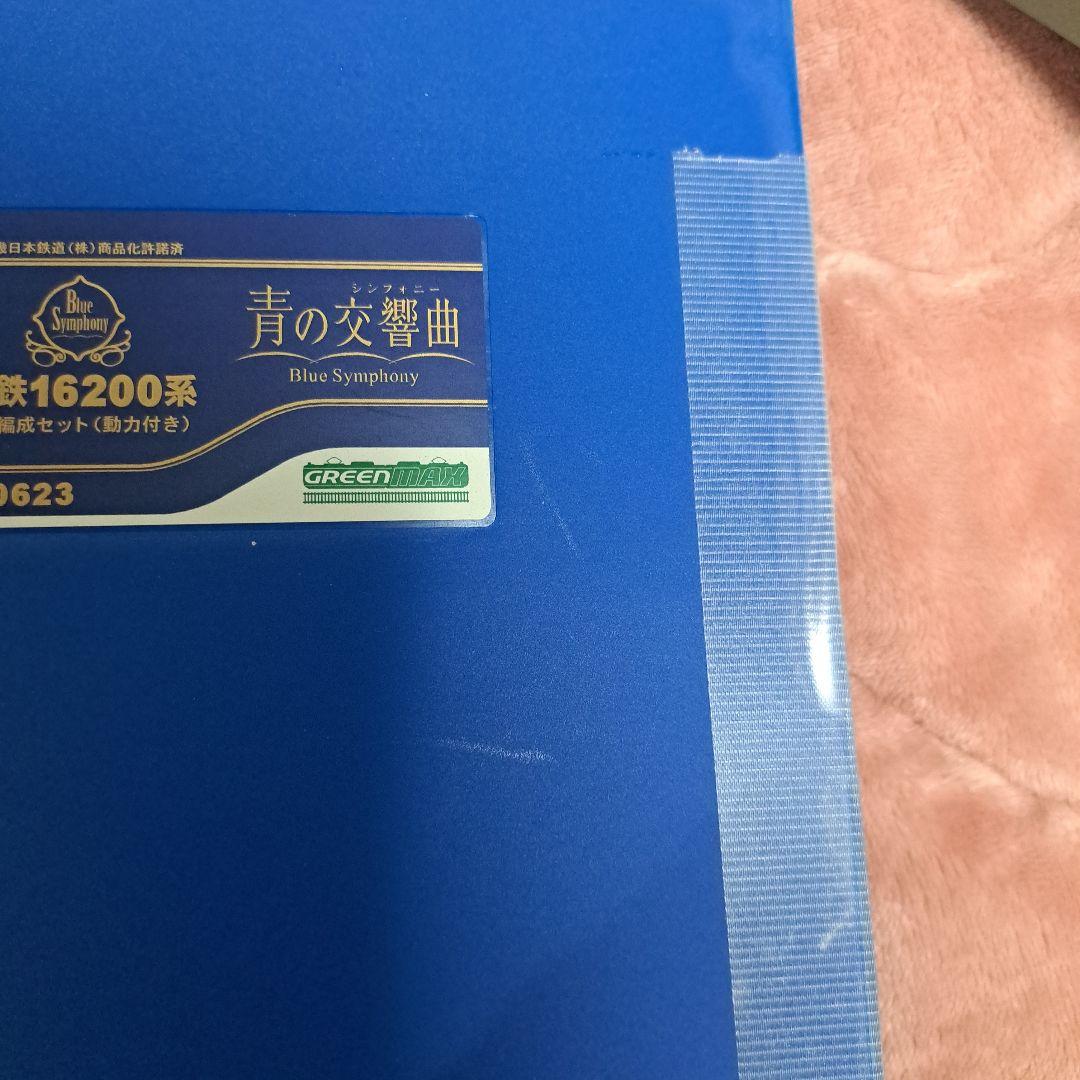 畿日本鉄道(株)商品化許諾済
Blue
Symphony
シンフォニー
青の交響曲
Blue Symphony
鉄16200系
編成セット(動力付き)
GREENMAX
0623